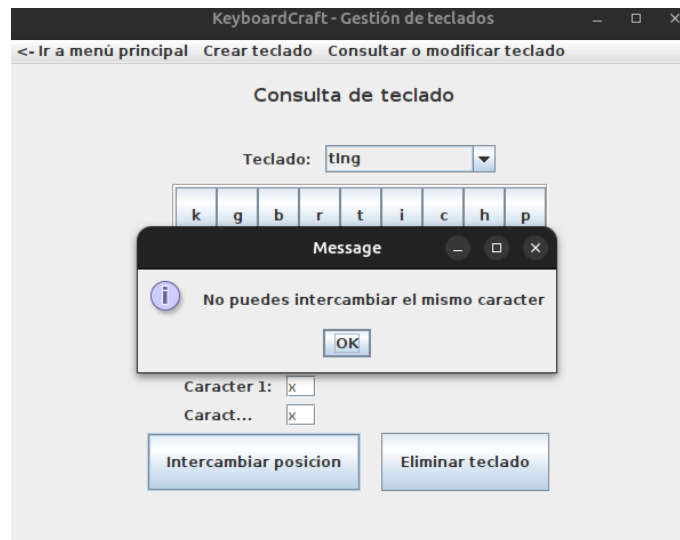 KeyboardCraft - Gestión de teclados
<- Ir a menú principal Crear teclado Consultar o modificar teclado
Consulta de teclado
Teclado: tIng
k g b r t i c h p
Message
No puedes intercambiar el mismo caracter
OK
Caracter 1: x
Caract... x
Intercambiar posicion Eliminar teclado